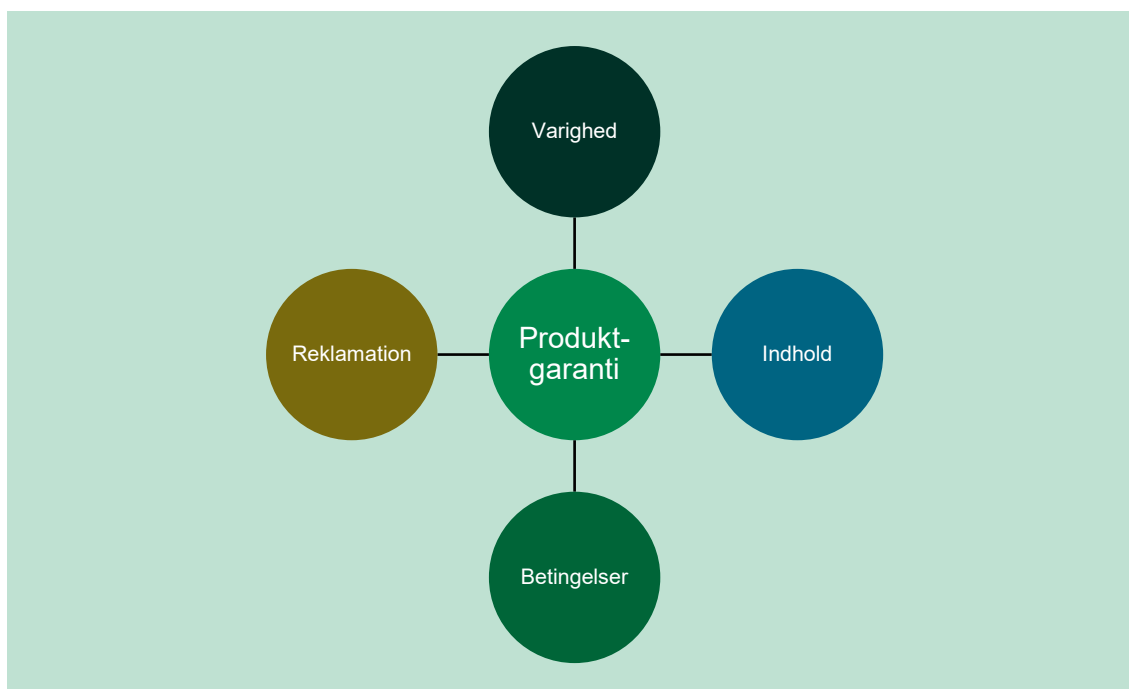 Varighed
Reklamation
Produkt-
garanti
Indhold
Betingelser